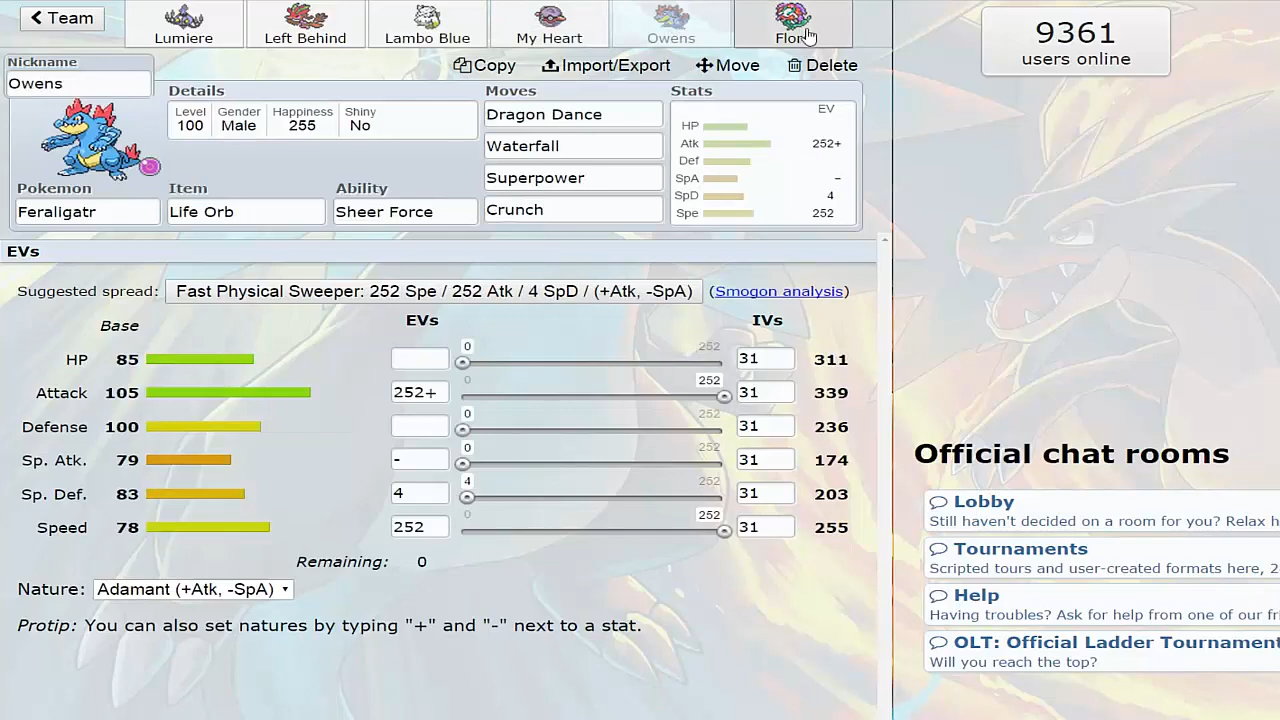 Team
Lumiere
Left Behind
Lambo Blue
My Heart
Owens
9361
users online
Copy
Import/Export
Move
Delete
Nickname
Owens
Details
Level
100
Gender
Male
Happiness
255
Shiny
No
Pokemon
Feraligatr
Item
Life Orb
Ability
Sheer Force
Moves
Dragon Dance
Waterfall
Superpower
Crunch
Stats
EV
HP
Atk 252+
Def
SpA –
SpD 4
Spe 252
EVs
Suggested spread: Fast Physical Sweeper: 252 Spe / 252 Atk / 4 SpD / (+Atk, -SpA) (Smogon analysis)
Base EVs IVs
HP 85 0 252 31 311
Attack 105 252+ 0 252 31 339
Defense 100 0 252 31 236
Sp. Atk. 79 - 0 252 31 174
Sp. Def. 83 4 4 252 31 203
Speed 78 252 0 252 31 255
Remaining: 0
Nature: Adamant (+Atk, -SpA)
Protip: You can also set natures by typing "+" and "-" next to a stat.
Official chat rooms
Lobby
Still haven't decided on a room for you? Relax h
Tournaments
Scripted tours and user-created formats here, 2
Help
Having troubles? Ask for help from one of our fr
OLT: Official Ladder Tournament
Will you reach the top?